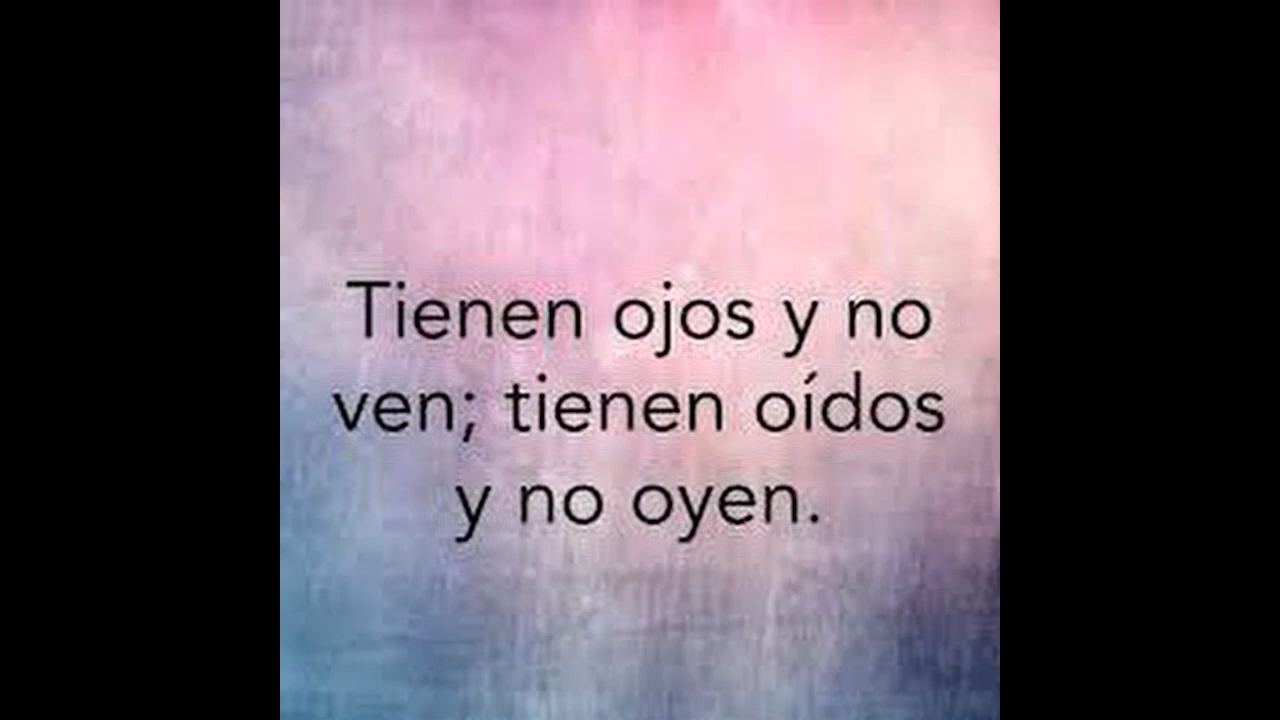 Tienen ojos y no
ven; tienen oídos
y no oyen.